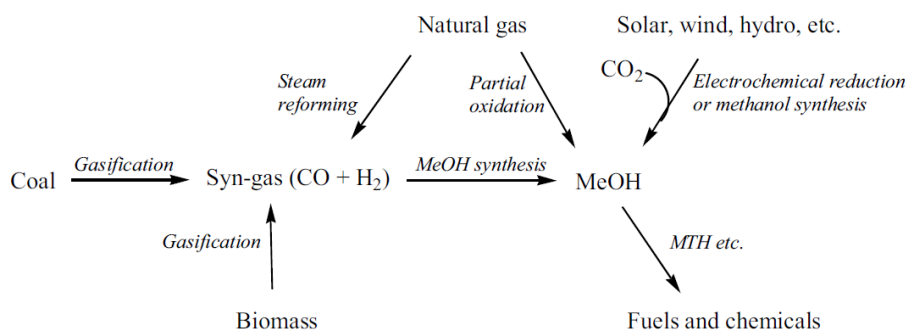 Natural gas
Solar, wind, hydro, etc.
Steam
reforming
Partial
oxidation
CO₂
Electrochemical reduction
or methanol synthesis
Coal
Gasification
Syn-gas (CO + H₂)
MeOH synthesis
MeOH
Gasification
MTH etc.
Biomass
Fuels and chemicals